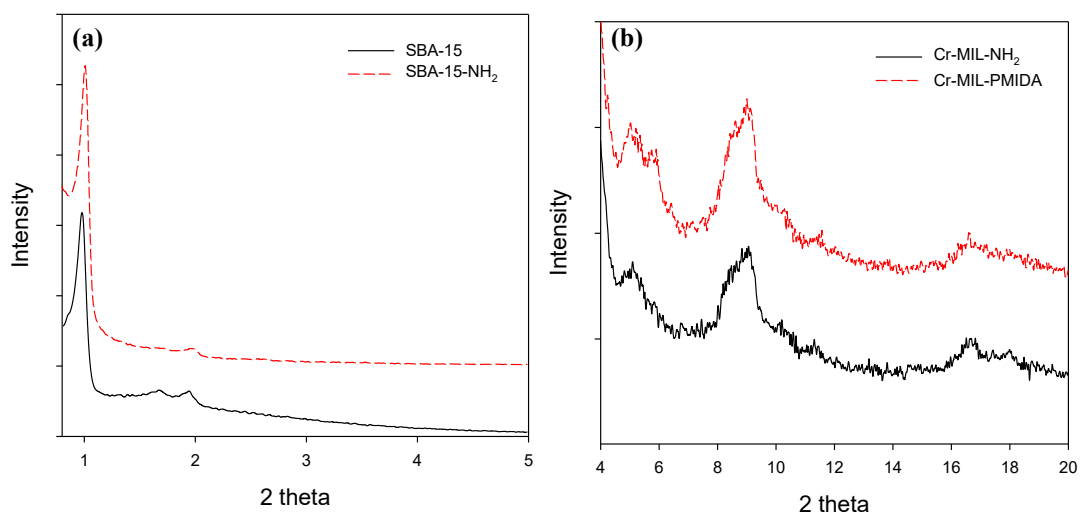 (a)
SBA-15
SBA-15-NH₂
Intensity
1 2 3 4 5
2 theta
(b)
Cr-MIL-NH₂
Cr-MIL-PMIDA
Intensity
4 6 8 10 12 14 16 18 20
2 theta